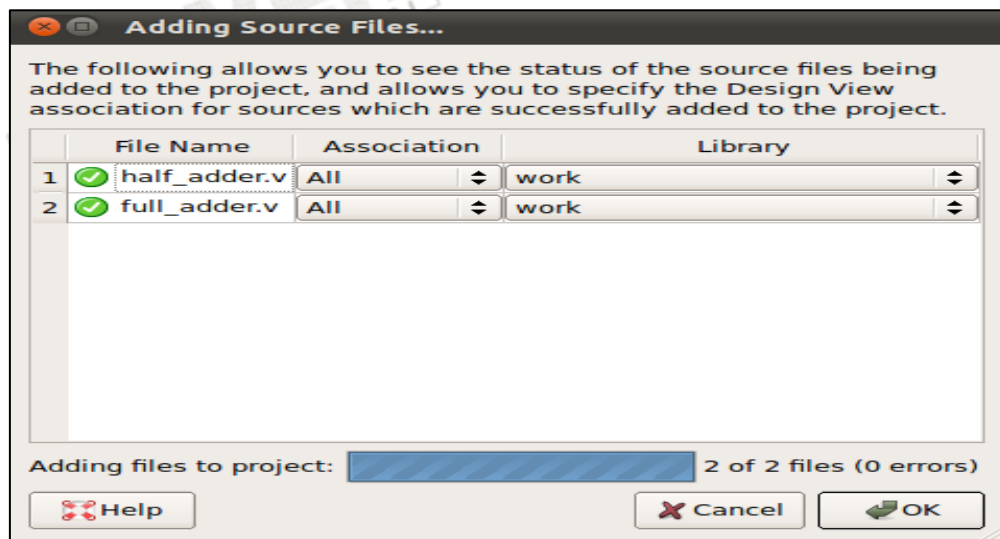 Adding Source Files...
The following allows you to see the status of the source files being
added to the project, and allows you to specify the Design View
association for sources which are successfully added to the project.
File Name Association Library
1 half_adder.v All work
2 full_adder.v All work
Adding files to project: 2 of 2 files (0 errors)
Help Cancel OK